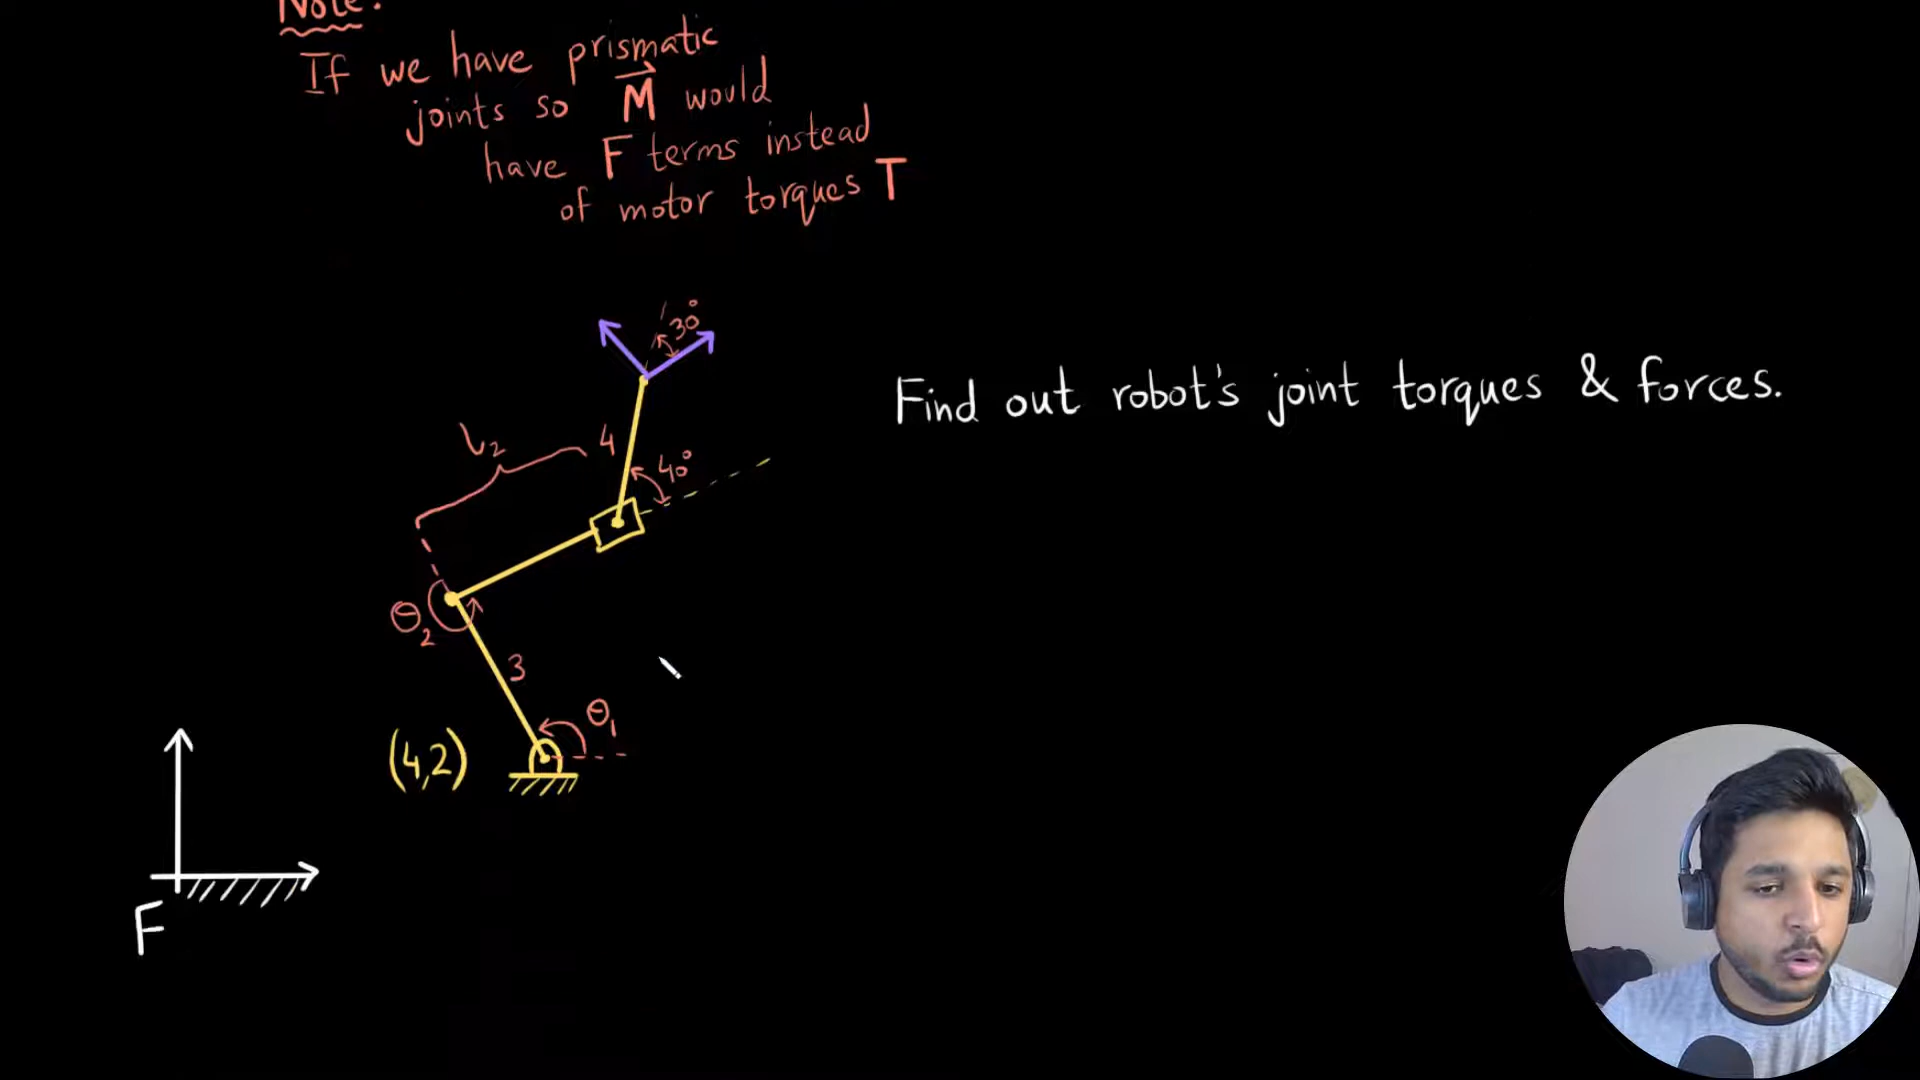 Note:
If we have prismatic
joints so M would
have F terms instead
of motor torques T
30°
Find out robot's joint torques & forces.
L2
4
40°
θ2
3
θ1
(4,2)
F